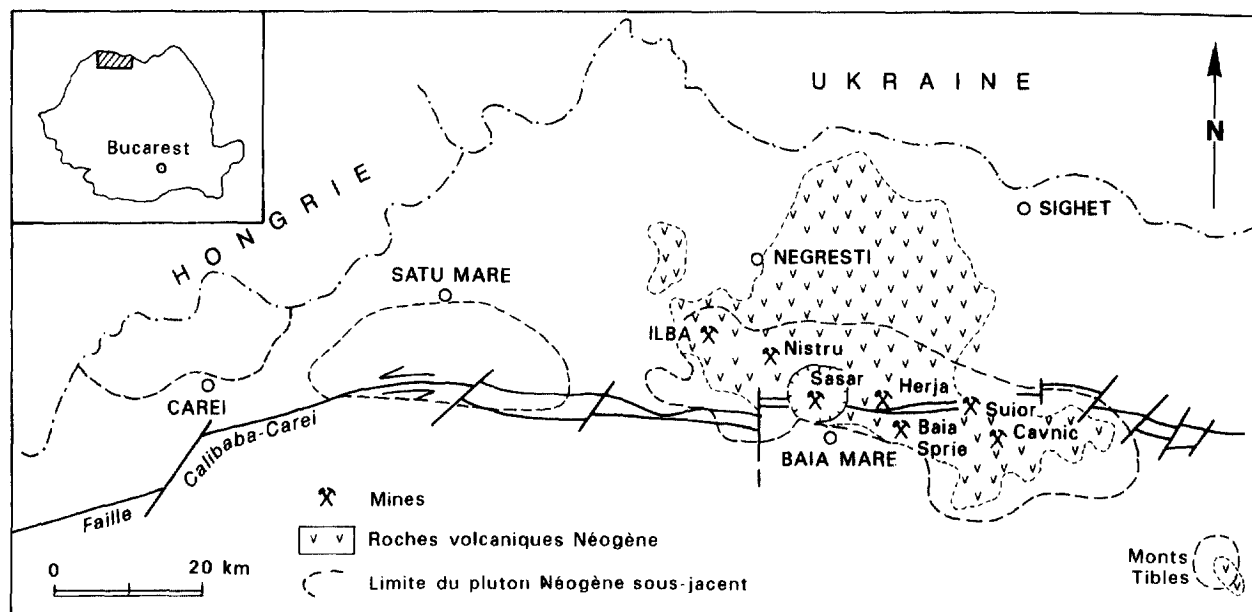 Bucarest
HONGRIE
UKRAINE
N
SIGHET
NEGRESTI
SATU MARE
ILBA
Nistru
Sasar
Herja
CAREI
Suior
Baia
Sprie
Cavnic
BAIA MARE
Faille Calibaba-Carei
Mines
v v Roches volcaniques Néogène
Limite du pluton Néogène sous-jacent
0 20 km
Monts
Tibles